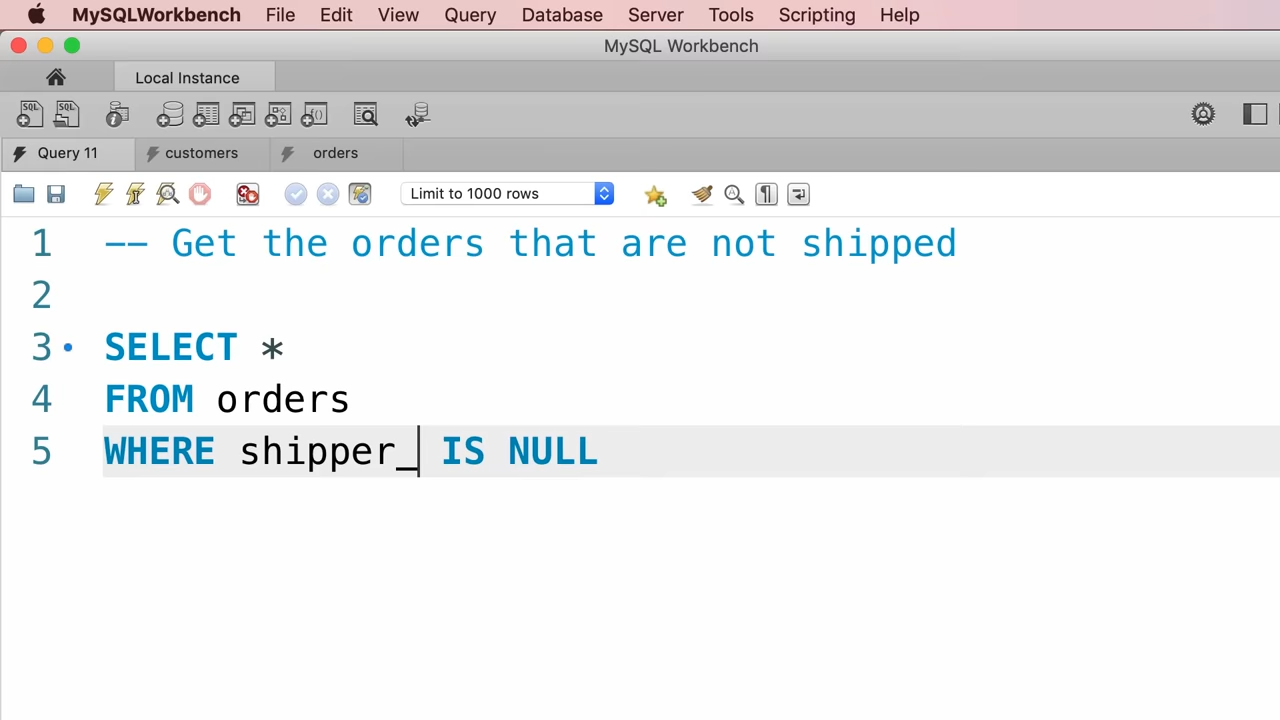 MySQLWorkbench File Edit View Query Database Server Tools Scripting Help
MySQL Workbench
Local Instance
SQL SQL
Query 11 customers orders
Limit to 1000 rows
1 -- Get the orders that are not shipped
2
3 SELECT *
4 FROM orders
5 WHERE shipper_ IS NULL